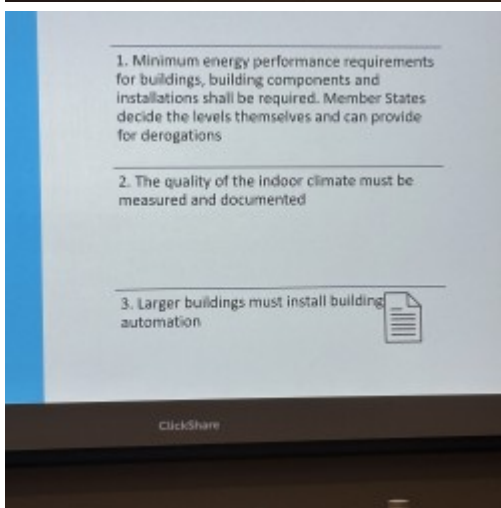 1. Minimum energy performance requirements
for buildings, building components and
installations shall be required. Member States
decide the levels themselves and can provide
for derogations
2. The quality of the indoor climate must be
measured and documented
3. Larger buildings must install building
automation
ClickShare